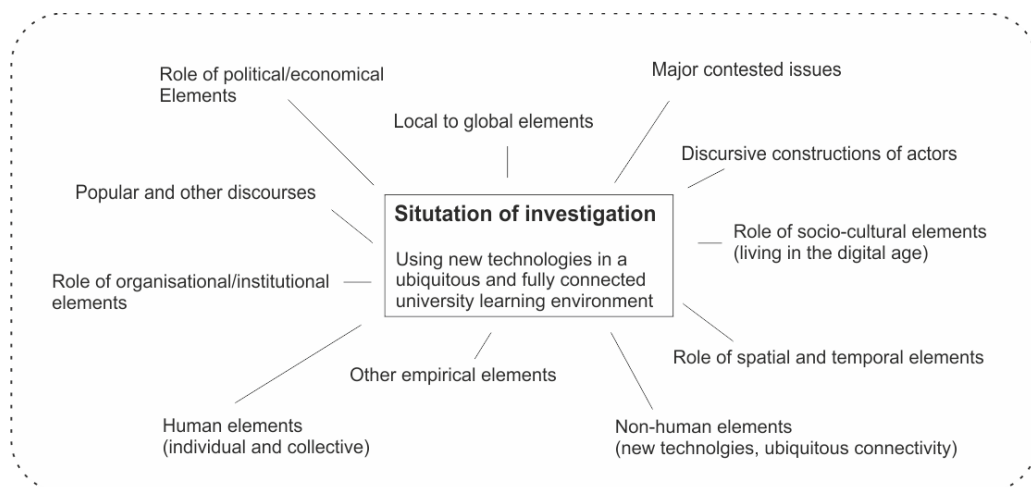 Role of political/economical
Elements
Major contested issues
Local to global elements
Discursive constructions of actors
Popular and other discourses
Situtation of investigation
Using new technologies in a
ubiquitous and fully connected
university learning environment
Role of socio-cultural elements
(living in the digital age)
Role of organisational/institutional
elements
Role of spatial and temporal elements
Other empirical elements
Human elements
(individual and collective)
Non-human elements
(new technolgies, ubiquitous connectivity)